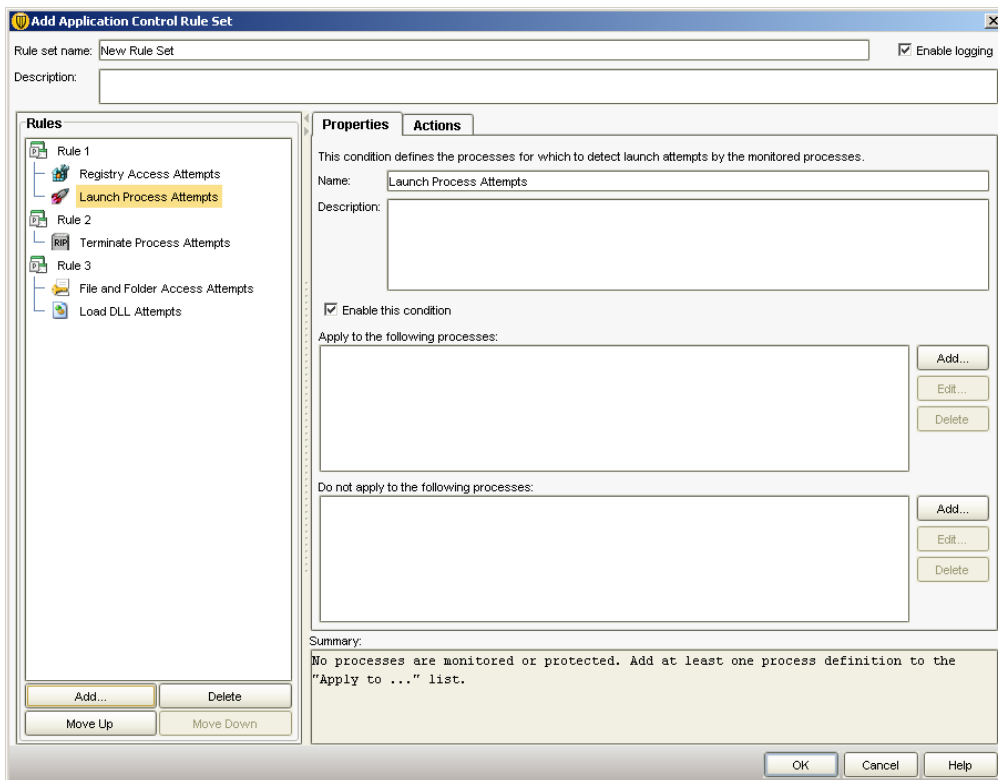 Add Application Control Rule Set
Rule set name: New Rule Set
Enable logging
Description:
Rules
Rule 1
Registry Access Attempts
Launch Process Attempts
Rule 2
RIP Terminate Process Attempts
Rule 3
File and Folder Access Attempts
Load DLL Attempts
Add...
Delete
Move Up
Move Down
Properties
Actions
This condition defines the processes for which to detect launch attempts by the monitored processes.
Name: Launch Process Attempts
Description:
Enable this condition
Apply to the following processes:
Add...
Edit...
Delete
Do not apply to the following processes:
Add...
Edit...
Delete
Summary:
No processes are monitored or protected. Add at least one process definition to the
"Apply to ..." list.
OK
Cancel
Help